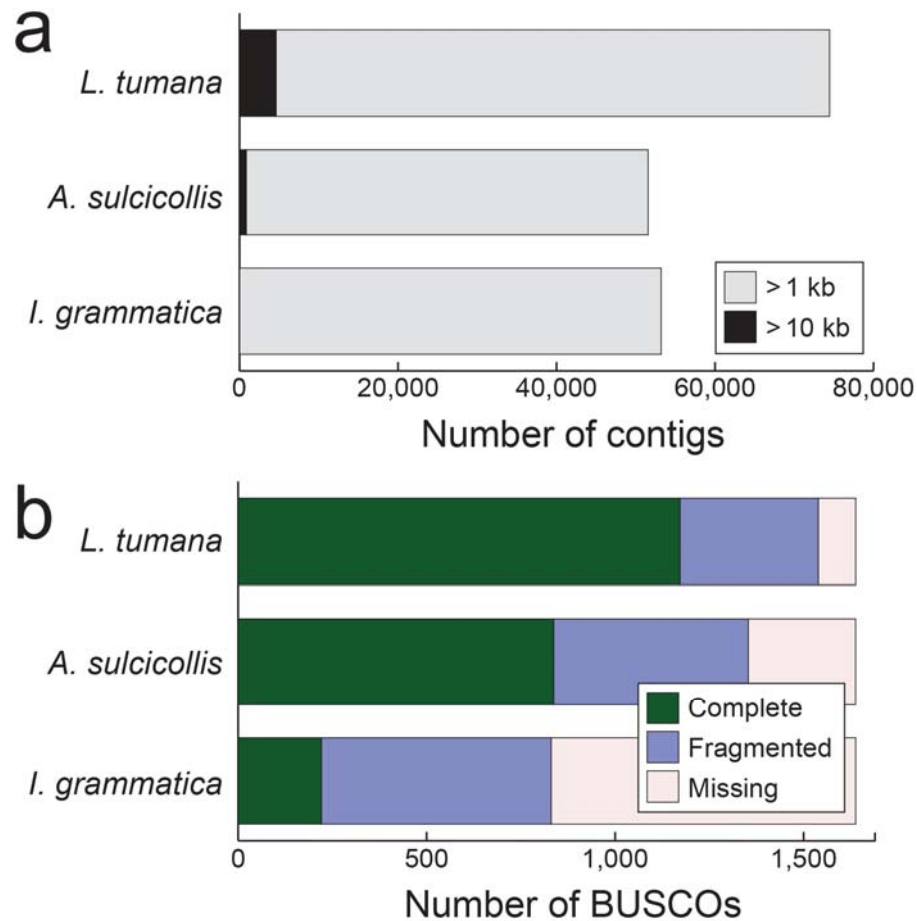 a
L. tumana
A. sulcicollis
I. grammatica
> 1 kb
> 10 kb
0 20,000 40,000 60,000 80,000
Number of contigs
b
L. tumana
A. sulcicollis
I. grammatica
Complete
Fragmented
Missing
0 500 1,000 1,500
Number of BUSCOs